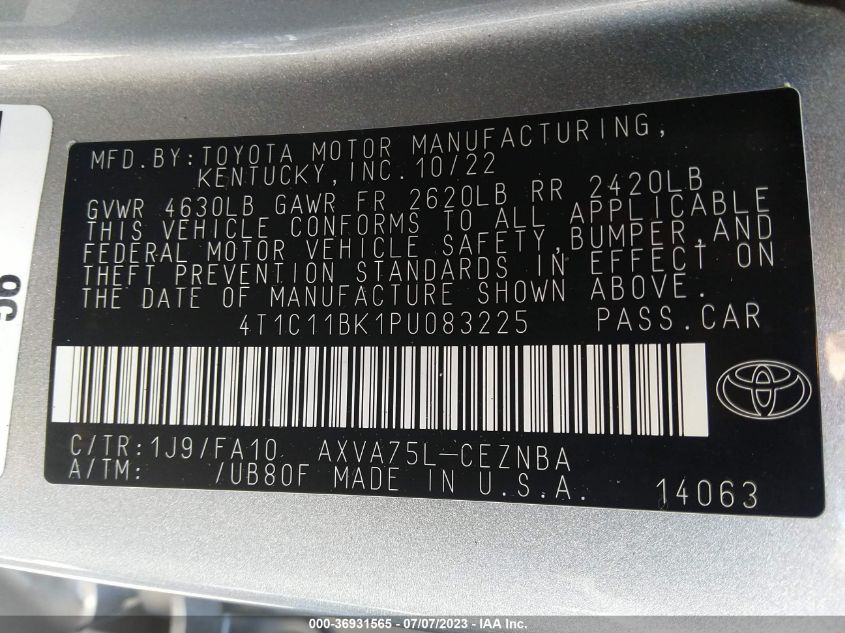 MFD.BY:TOYOTA MOTOR MANUFACTURING,
KENTUCKY,INC.10/22
GVWR 4630LB GAWR FR 2620LB RR 2420LB
THIS VEHICLE CONFORMS TO ALL APPLICABLE
FEDERAL MOTOR VEHICLE SAFETY,BUMPER,AND
THEFT PREVENTION STANDARDS IN EFFECT ON
THE DATE OF MANUFACTURE SHOWN ABOVE.
4T1C11BK1PU083225 PASS.CAR
C/TR:1J9/FA10 AXVA75L-CEZNBA
A/TM: /UB80F MADE IN U.S.A. 14063
000-36931565 - 07/07/2023 - © IAA Inc.